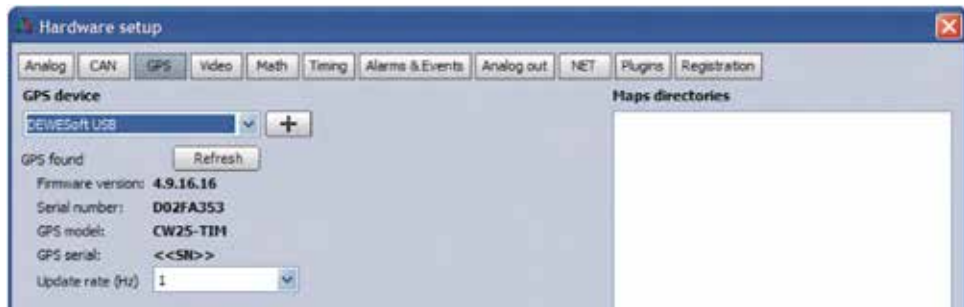 Hardware setup
Analog CAN GPS Video Math Timing Alarms & Events Analog out NET Plugins Registration
GPS device Maps directories
DEWESoft USB +
GPS found Refresh
Firmware version: 4.9.16.16
Serial number: D02FA353
GPS model: CW25-TIM
GPS serial: <<SN>>
Update rate (Hz) 1